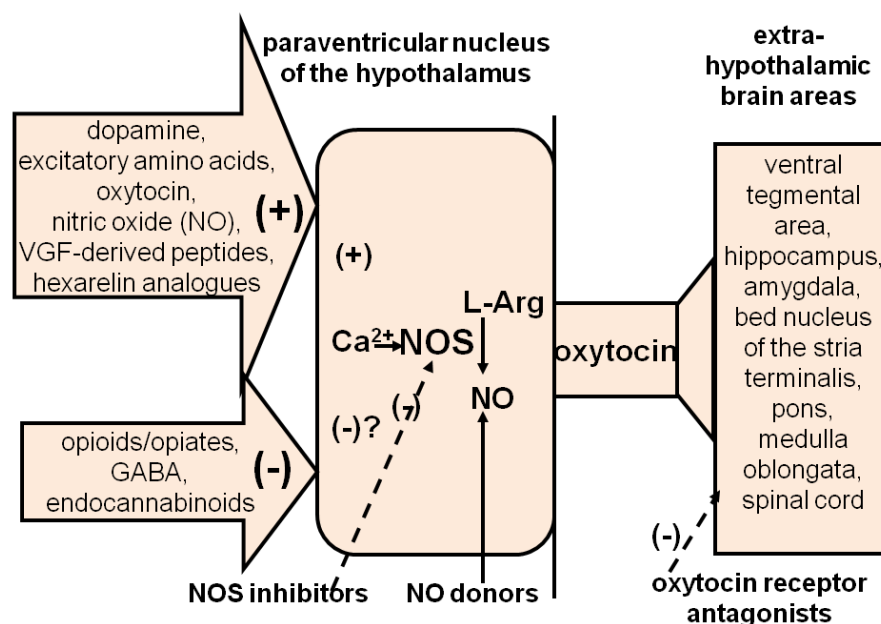 paraventricular nucleus
of the hypothalamus
extra-
hypothalamic
brain areas
dopamine,
excitatory amino acids,
oxytocin,
nitric oxide (NO),
VGF-derived peptides,
hexarelin analogues
(+)
opioids/opiates,
GABA,
endocannabinoids
(-)
(+)
L-Arg
Ca2+
NOS
NO
(-)?
(-)
oxytocin
ventral
tegmental
area,
hippocampus,
amygdala,
bed nucleus
of the stria
terminalis,
pons,
medulla
oblongata,
spinal cord
(-)
NOS inhibitors
NO donors
oxytocin receptor
antagonists